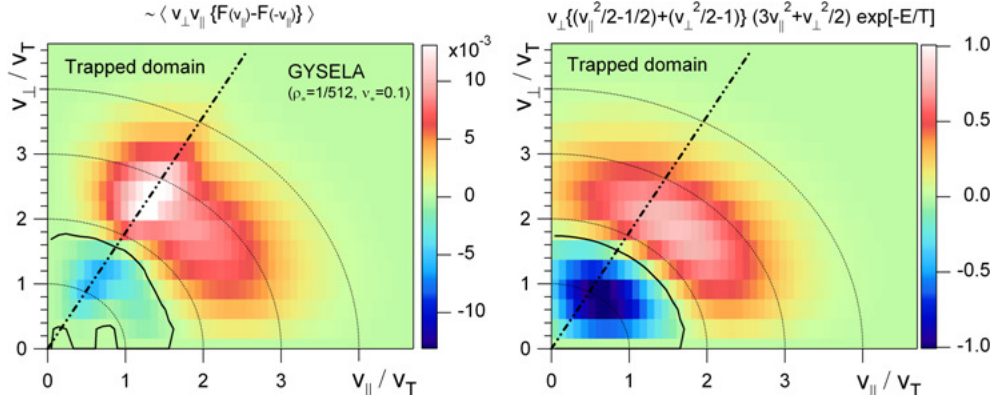 ~ ⟨ v⊥v∥ {F(v∥)-F(-v∥)} ⟩
v⊥{(v∥²/2-1/2)+(v⊥²/2-1)} (3v∥²+v⊥²/2) exp[-E/T]
x10⁻³
Trapped domain
GYSELA
(ρ*=1/512, ν*=0.1)
v⊥ / vT
3
2
1
0
0 1 2 3
v∥ / vT
10
5
0
-5
-10
Trapped domain
v⊥ / vT
3
2
1
0
0 1 2 3
v∥ / vT
1.0
0.5
0.0
-0.5
-1.0